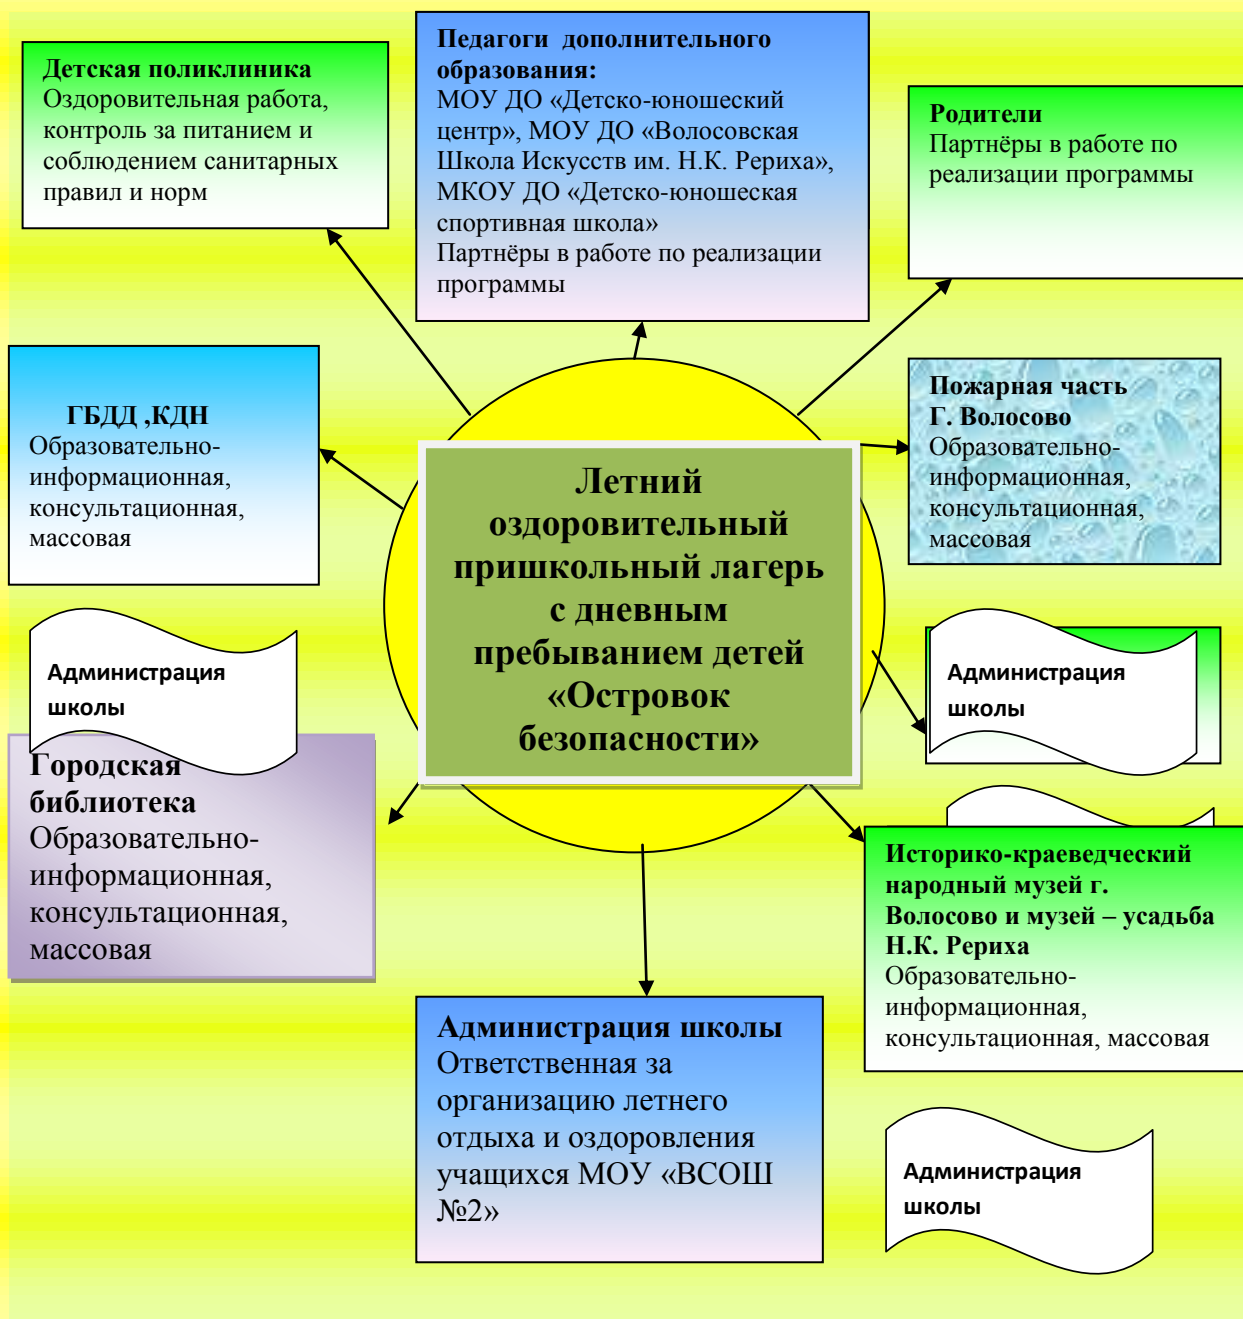 Детская поликлиника
Оздоровительная работа,
контроль за питанием и
соблюдением санитарных
правил и норм
Педагоги дополнительного
образования:
МОУ ДО «Детско-юношеский
центр», МОУ ДО «Волосовская
Школа Искусств им. Н.К. Рериха»,
МКОУ ДО «Детско-юношеская
спортивная школа»
Партнёры в работе по реализации
программы
Родители
Партнёры в работе по
реализации программы
ГБДД ,КДН
Образовательно-
информационная,
консультационная,
массовая
Летний
оздоровительный
пришкольный лагерь
с дневным
пребыванием детей
«Островок
безопасности»
Пожарная часть
Г. Волосово
Образовательно-
информационная,
консультационная,
массовая
Администрация
школы
Администрация
школы
Городская
библиотека
Образовательно-
информационная,
консультационная,
массовая
Историко-краеведческий
народный музей г.
Волосово и музей – усадьба
Н.К. Рериха
Образовательно-
информационная,
консультационная, массовая
Администрация школы
Ответственная за
организацию летнего
отдыха и оздоровления
учащихся МОУ «ВСОШ
№2»
Администрация
школы